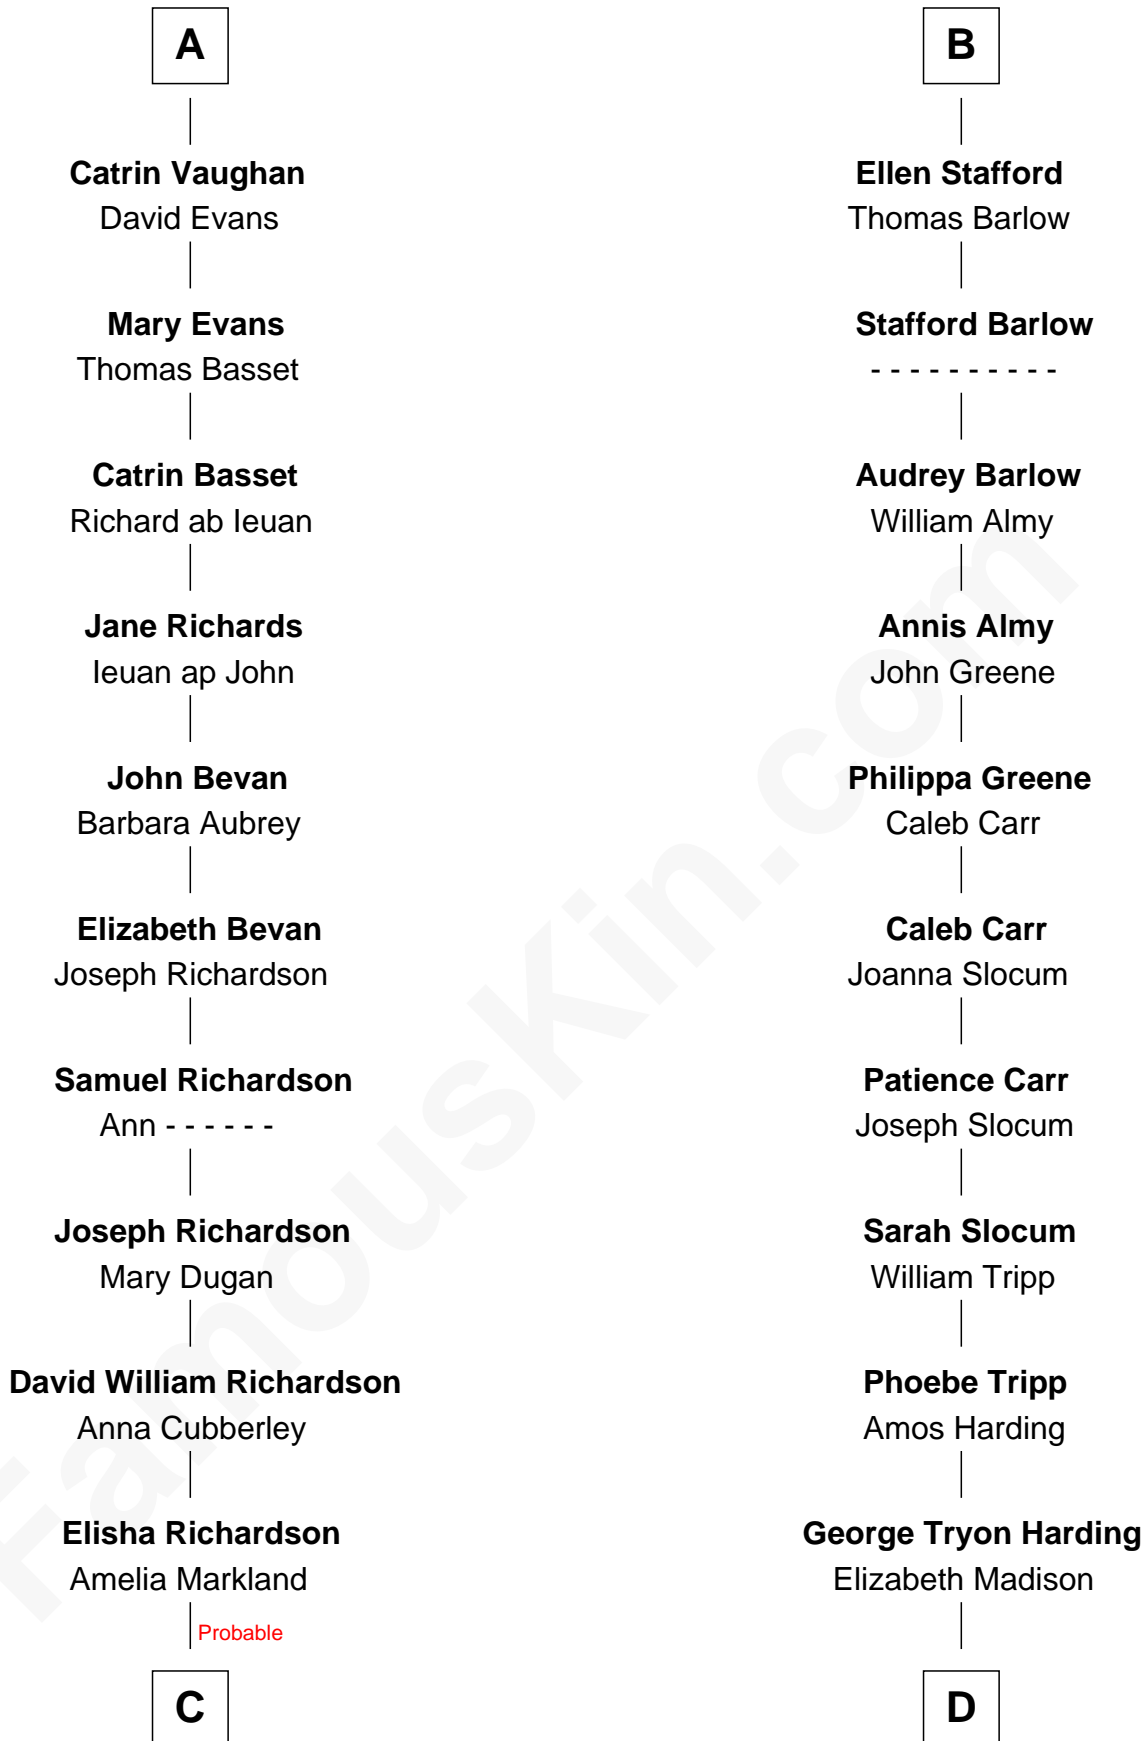 A
Catrin Vaughan
David Evans
Mary Evans
Thomas Basset
Catrin Basset
Richard ab Ieuan
Jane Richards
Ieuan ap John
John Bevan
Barbara Aubrey
Elizabeth Bevan
Joseph Richardson
Samuel Richardson
Ann - - - - - -
Joseph Richardson
Mary Dugan
David William Richardson
Anna Cubberley
Elisha Richardson
Amelia Markland
Probable
C
B
Ellen Stafford
Thomas Barlow
Stafford Barlow
- - - - - - - - - -
Audrey Barlow
William Almy
Annis Almy
John Greene
Philippa Greene
Caleb Carr
Caleb Carr
Joanna Slocum
Patience Carr
Joseph Slocum
Sarah Slocum
William Tripp
Phoebe Tripp
Amos Harding
George Tryon Harding
Elizabeth Madison
D
FamousKin.com